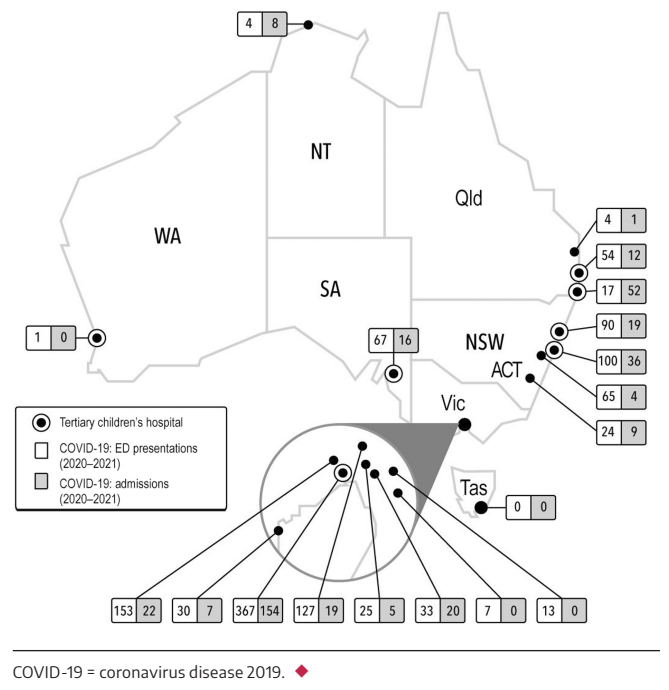 4 8
NT
Qld
WA
4 1
54 12
SA
17 52
1 0
67 16
NSW
90 19
ACT
100 36
65 4
Vic
24 9
Tertiary children's hospital
COVID-19: ED presentations
(2020–2021)
COVID-19: admissions
(2020–2021)
Tas
0 0
153 22 30 7 367 154 127 19 25 5 33 20 7 0 13 0
COVID-19 = coronavirus disease 2019. ◆